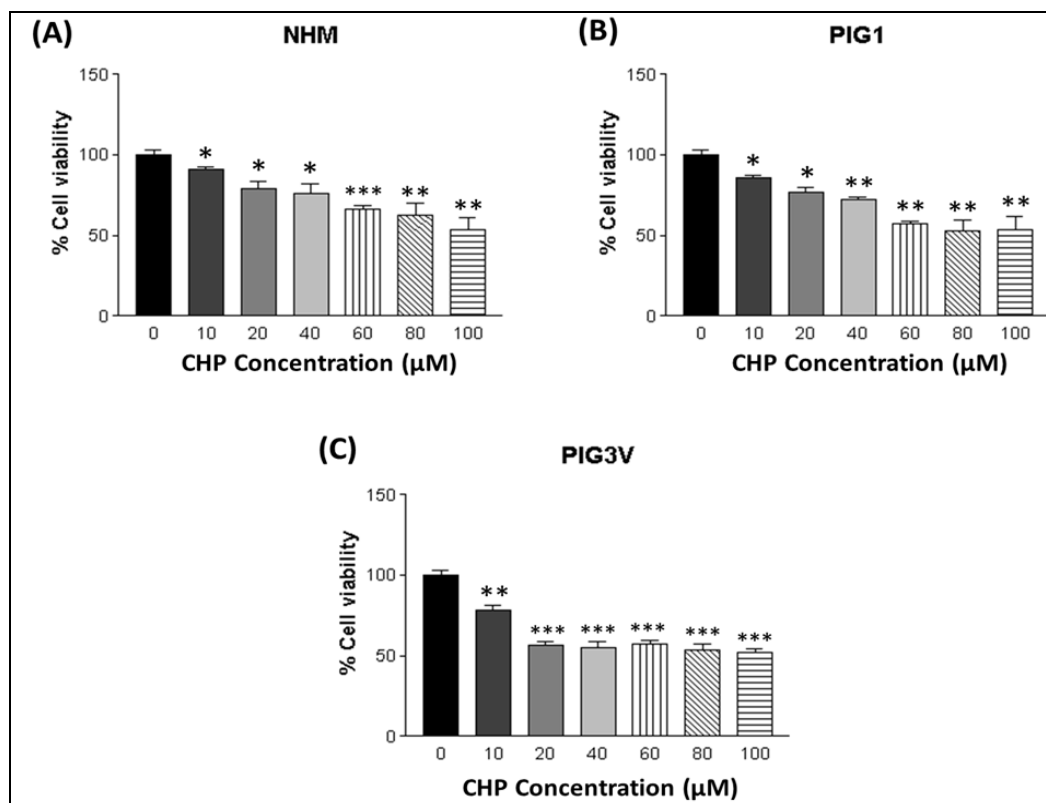 (A)
NHM
150
100
50
0
% Cell viability
*
*
*
***
**
**
0 10 20 40 60 80 100
CHP Concentration (µM)
(B)
PIG1
150
100
50
0
% Cell viability
*
*
**
**
**
**
0 10 20 40 60 80 100
CHP Concentration (µM)
(C)
PIG3V
150
100
50
0
% Cell viability
**
***
***
***
***
***
0 10 20 40 60 80 100
CHP Concentration (µM)